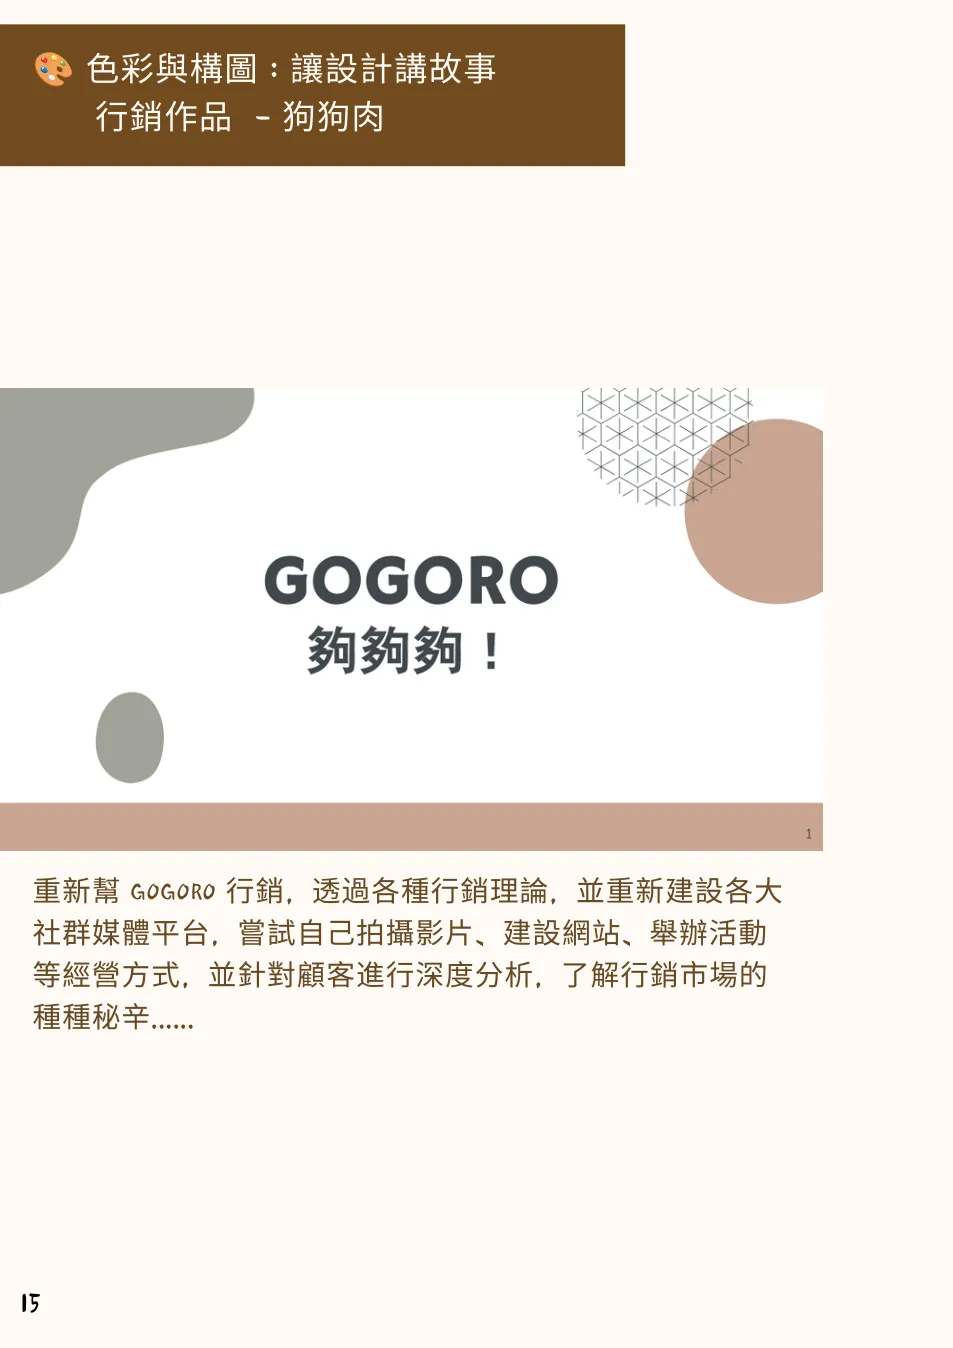 🎨 色彩與構圖：讓設計講故事
行銷作品 - 狗狗肉
GOGORO
夠夠夠！
1
重新幫 GOGORO 行銷，透過各種行銷理論，並重新建設各大
社群媒體平台，嘗試自己拍攝影片、建設網站、舉辦活動
等經營方式，並針對顧客進行深度分析，了解行銷市場的
種種秘辛......
15